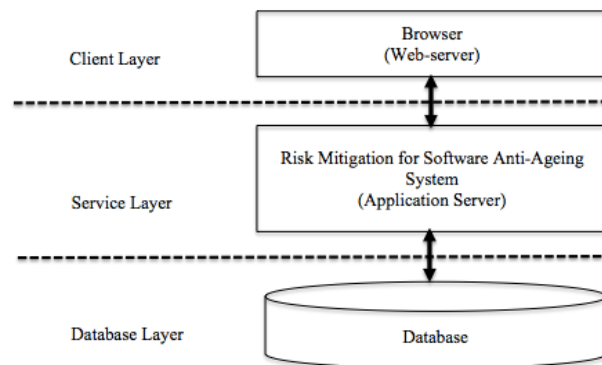 Client Layer
Browser
(Web-server)
Risk Mitigation for Software Anti-Ageing
System
(Application Server)
Service Layer
Database Layer
Database